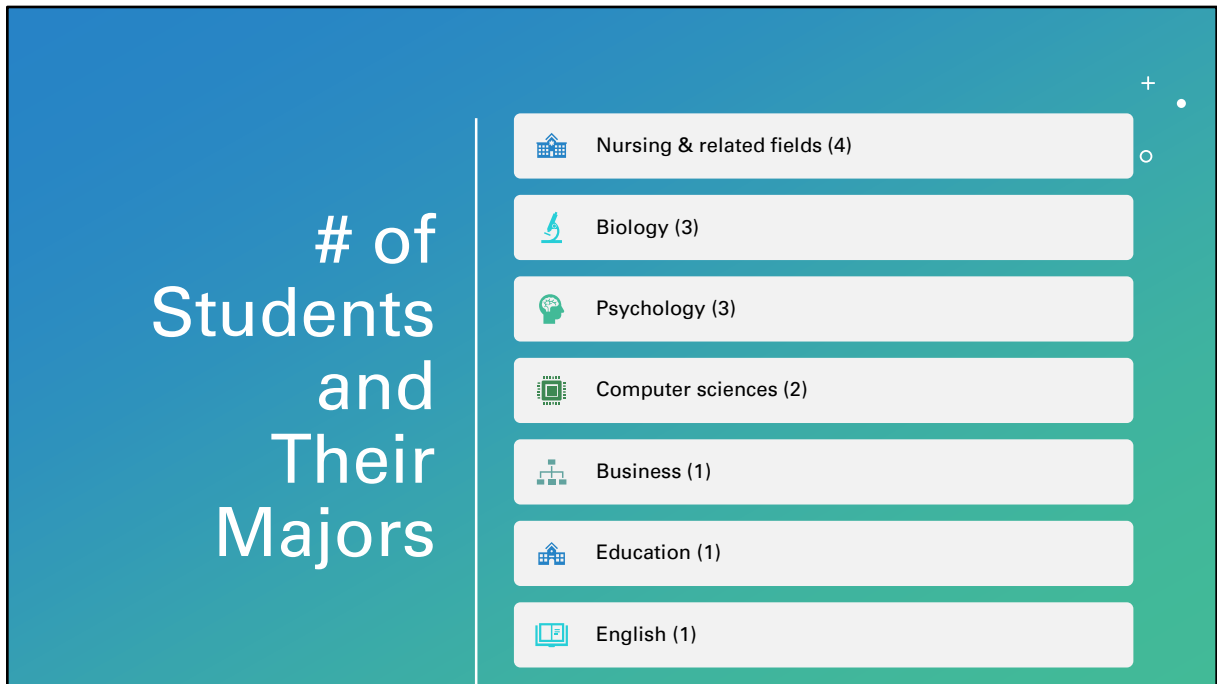 # of
Students
and
Their
Majors
Nursing & related fields (4)
Biology (3)
Psychology (3)
Computer sciences (2)
Business (1)
Education (1)
English (1)